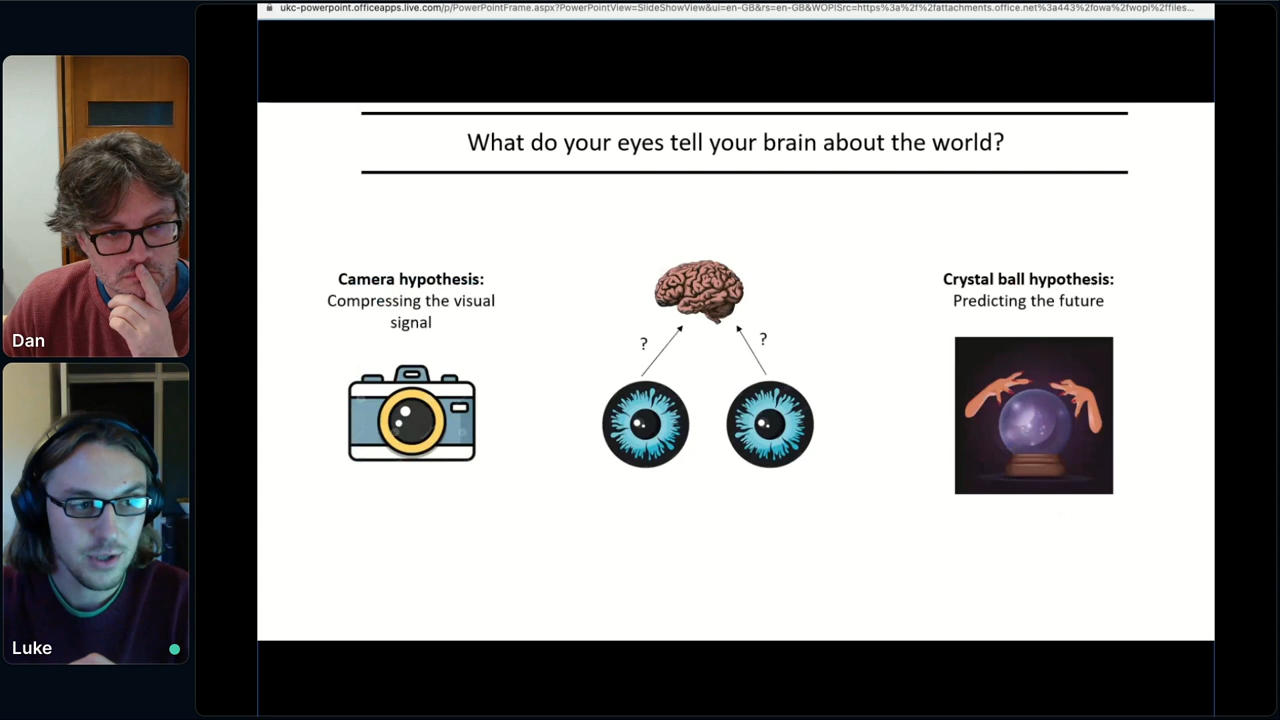 ukc-powerpoint.officeapps.live.com/p/PowerPointFrame.aspx?PowerPointView=SlideShowView&ui=en-GB&rs=en-GB&WOPISrc=https%3a%2f%2fattachments.office.net%3a443%2fowa%2fwopi%2ffiles...
What do your eyes tell your brain about the world?
Camera hypothesis:
Compressing the visual
signal
?
?
Crystal ball hypothesis:
Predicting the future
Dan
Luke